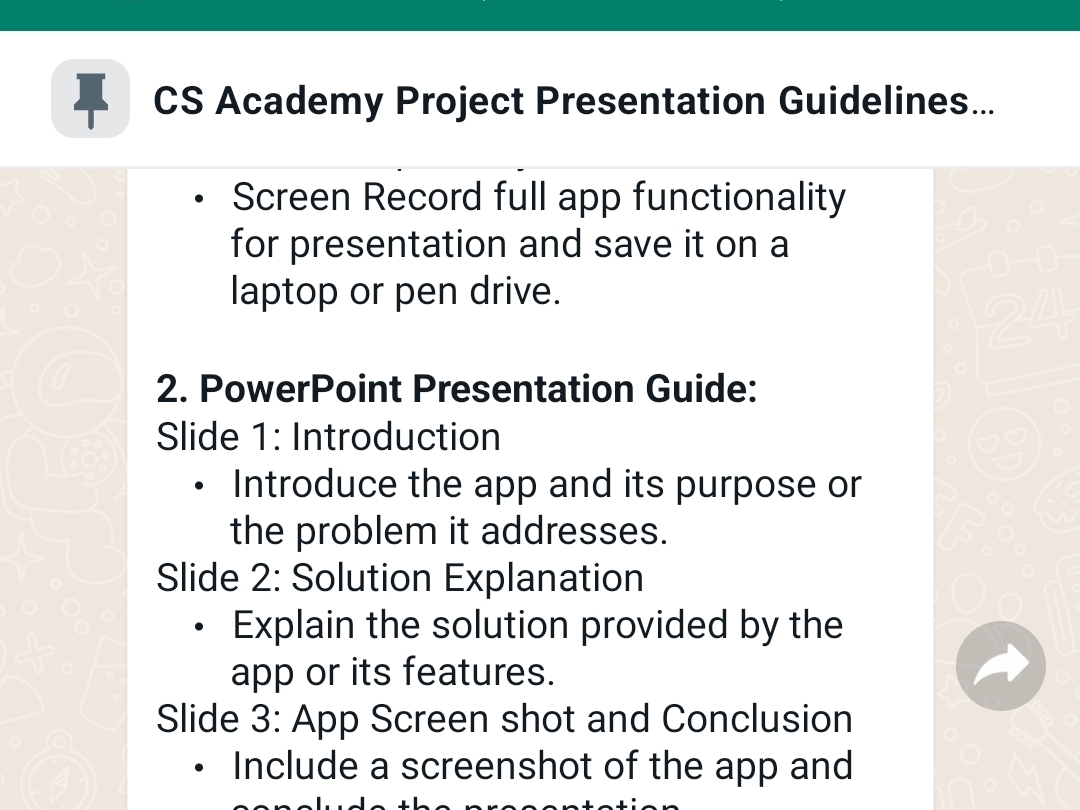 CS Academy Project Presentation Guidelines...
• Screen Record full app functionality
for presentation and save it on a
laptop or pen drive.
2. PowerPoint Presentation Guide:
Slide 1: Introduction
• Introduce the app and its purpose or
the problem it addresses.
Slide 2: Solution Explanation
• Explain the solution provided by the
app or its features.
Slide 3: App Screen shot and Conclusion
• Include a screenshot of the app and
conclude the presentation.